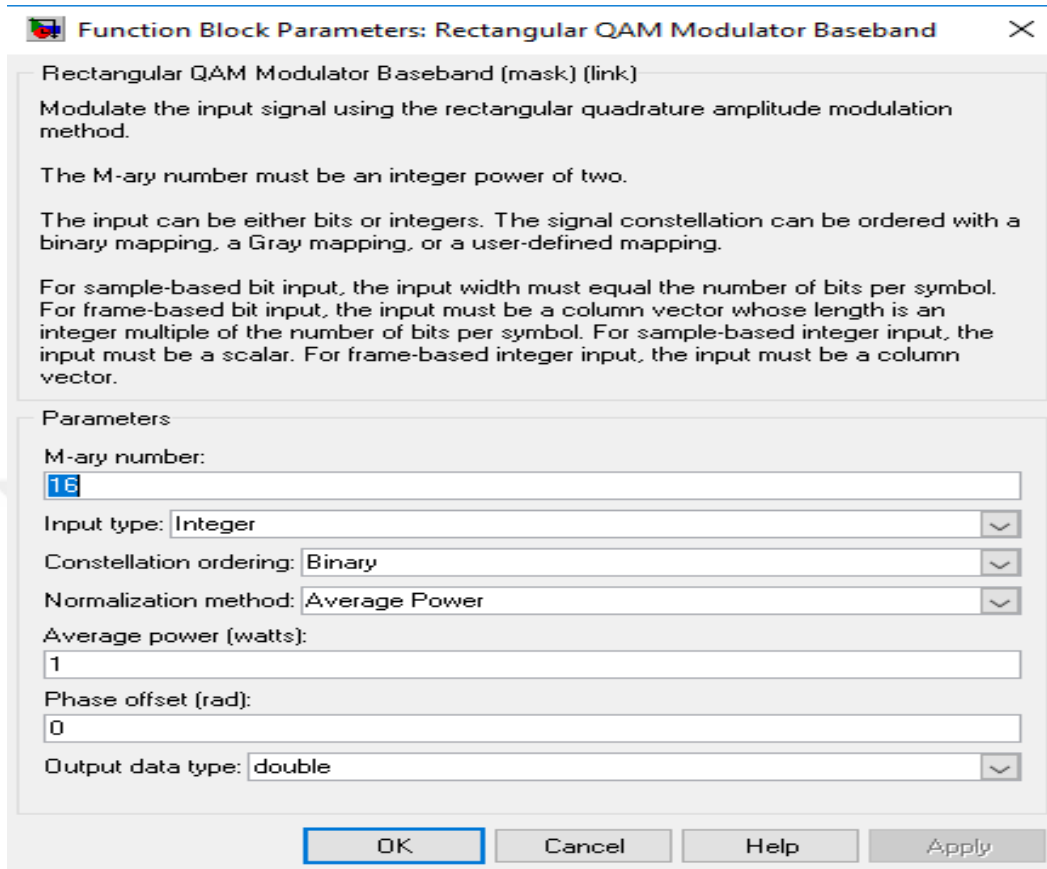 Function Block Parameters: Rectangular QAM Modulator Baseband
Rectangular QAM Modulator Baseband (mask) (link)
Modulate the input signal using the rectangular quadrature amplitude modulation
method.
The M-ary number must be an integer power of two.
The input can be either bits or integers. The signal constellation can be ordered with a
binary mapping, a Gray mapping, or a user-defined mapping.
For sample-based bit input, the input width must equal the number of bits per symbol.
For frame-based bit input, the input must be a column vector whose length is an
integer multiple of the number of bits per symbol. For sample-based integer input, the
input must be a scalar. For frame-based integer input, the input must be a column
vector.
Parameters
M-ary number:
16
Input type: Integer
Constellation ordering: Binary
Normalization method: Average Power
Average power (watts):
1
Phase offset (rad):
0
Output data type: double
OK Cancel Help Apply